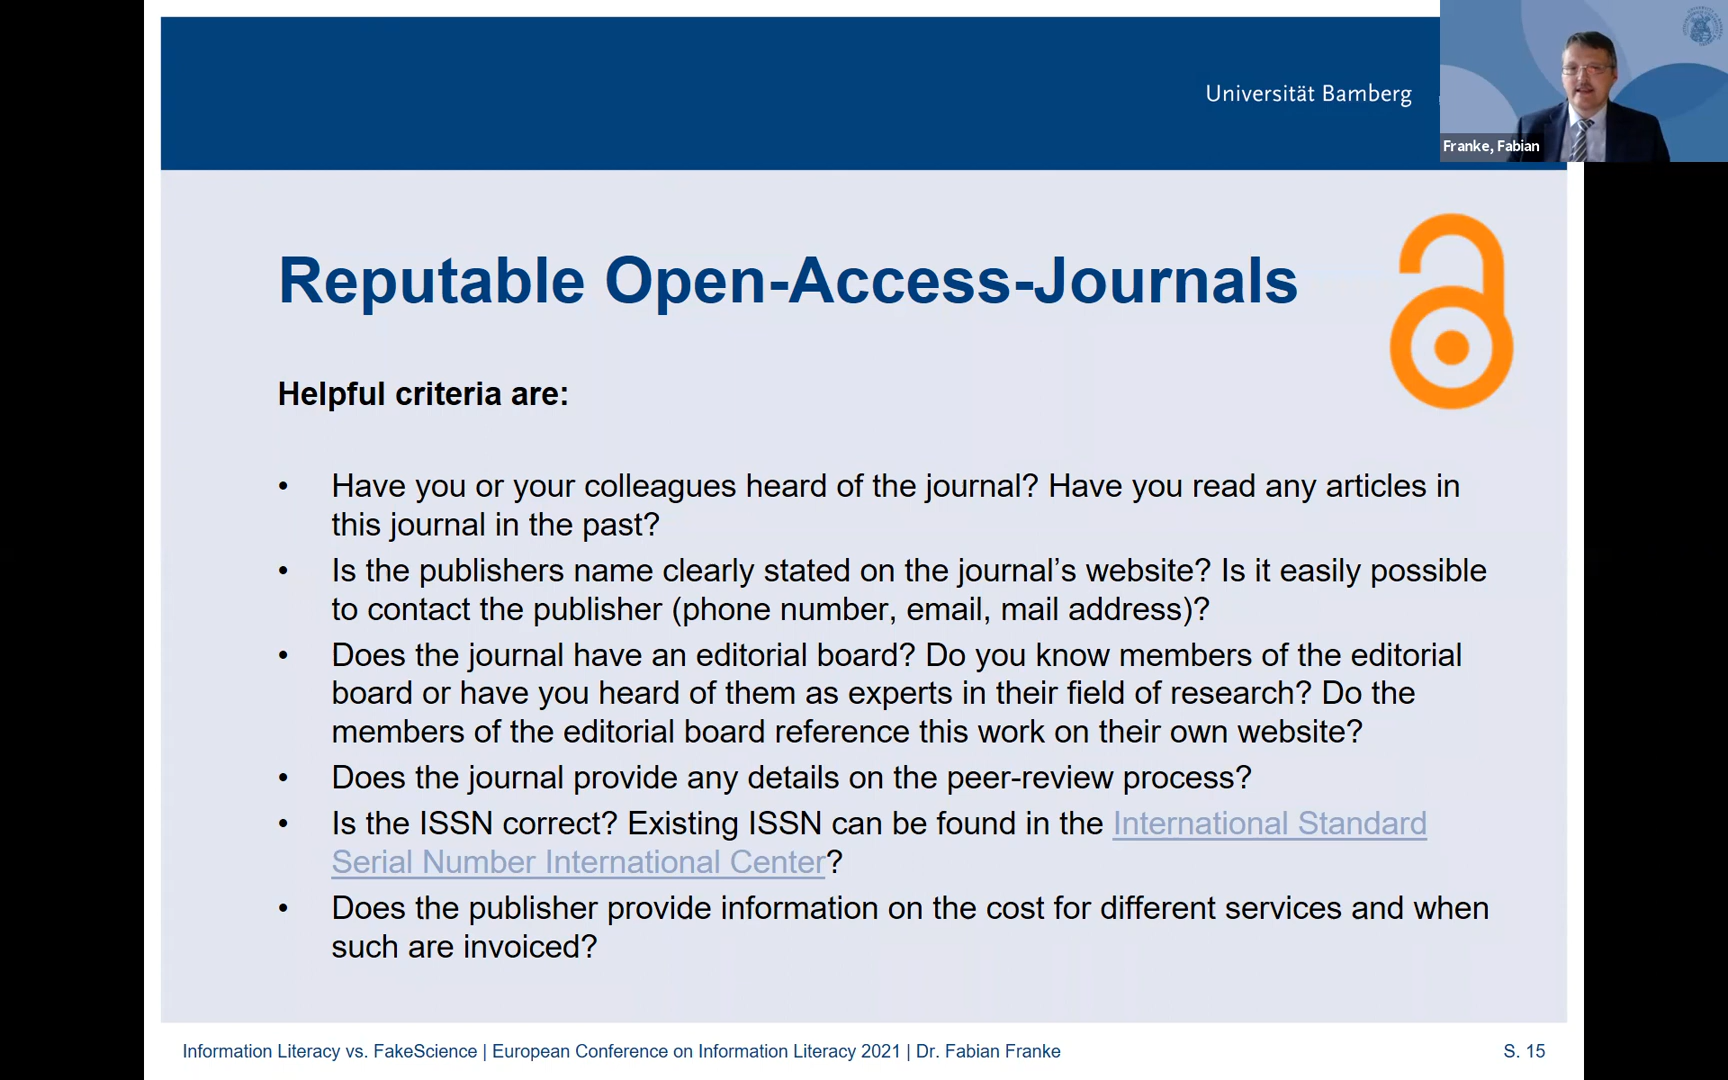 Universität Bamberg
Franke, Fabian
Reputable Open-Access-Journals
Helpful criteria are:
• Have you or your colleagues heard of the journal? Have you read any articles in
this journal in the past?
• Is the publishers name clearly stated on the journal's website? Is it easily possible
to contact the publisher (phone number, email, mail address)?
• Does the journal have an editorial board? Do you know members of the editorial
board or have you heard of them as experts in their field of research? Do the
members of the editorial board reference this work on their own website?
• Does the journal provide any details on the peer-review process?
• Is the ISSN correct? Existing ISSN can be found in the International Standard
Serial Number International Center?
• Does the publisher provide information on the cost for different services and when
such are invoiced?
Information Literacy vs. FakeScience | European Conference on Information Literacy 2021 | Dr. Fabian Franke
S. 15